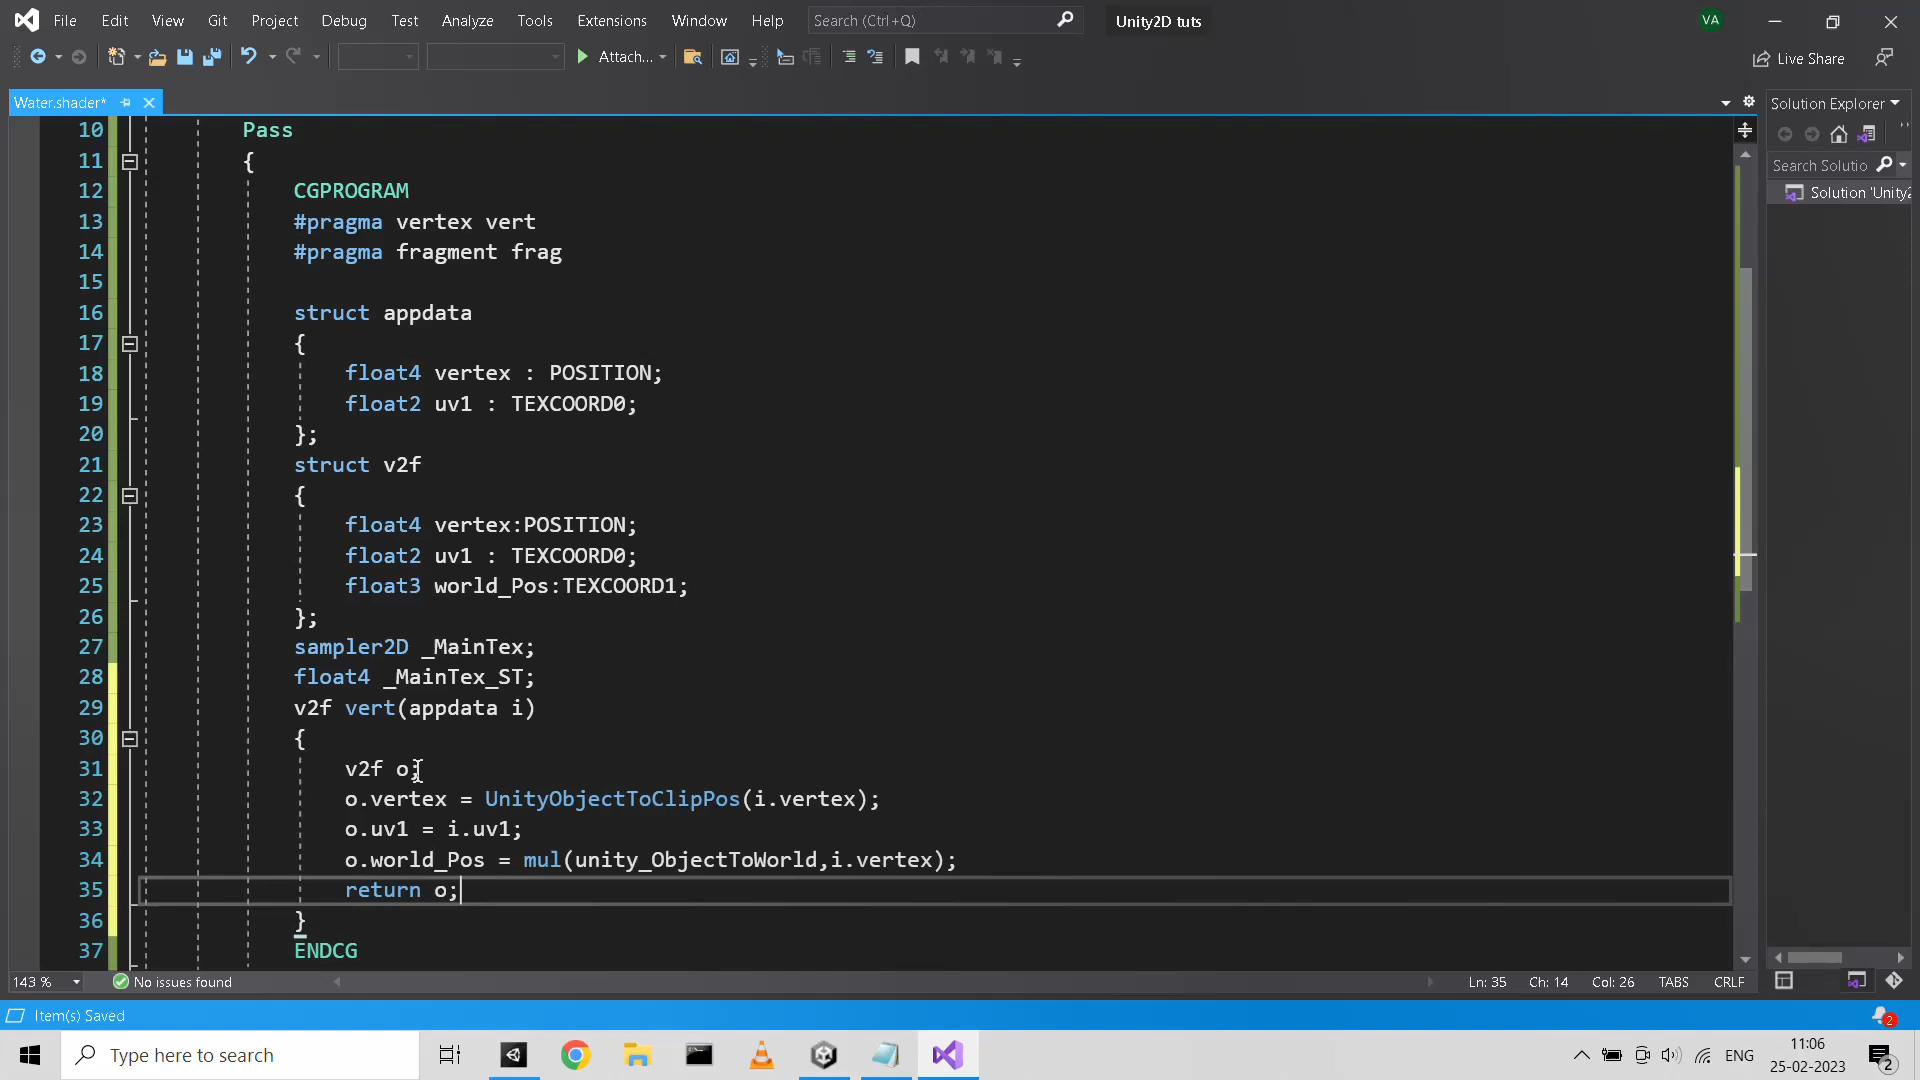 File Edit View Git Project Debug Test Analyze Tools Extensions Window Help Search (Ctrl+Q) Unity2D tuts VA
Attach... Live Share
Water.shader* Solution Explorer
10 Pass
11 {
12 CGPROGRAM
13 #pragma vertex vert
14 #pragma fragment frag
15
16 struct appdata
17 {
18 float4 vertex : POSITION;
19 float2 uv1 : TEXCOORD0;
20 };
21 struct v2f
22 {
23 float4 vertex:POSITION;
24 float2 uv1 : TEXCOORD0;
25 float3 world_Pos:TEXCOORD1;
26 };
27 sampler2D _MainTex;
28 float4 _MainTex_ST;
29 v2f vert(appdata i)
30 {
31 v2f o;
32 o.vertex = UnityObjectToClipPos(i.vertex);
33 o.uv1 = i.uv1;
34 o.world_Pos = mul(unity_ObjectToWorld,i.vertex);
35 return o;
36 }
37 ENDCG
Search Solutio
Solution 'Unity2
143 % No issues found Ln: 35 Ch: 14 Col: 26 TABS CRLF
Item(s) Saved 2
Type here to search ENG 11:06
25-02-2023 2